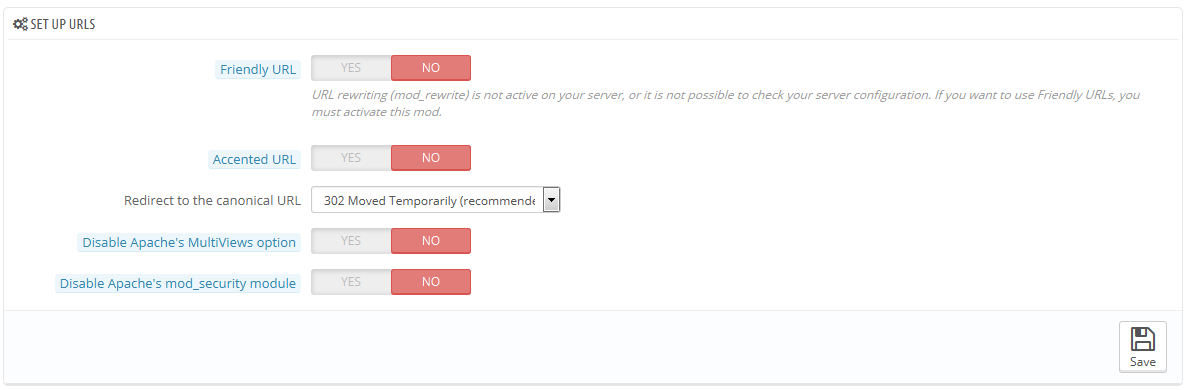 SET UP URLS
Friendly URL YES NO
URL rewriting (mod_rewrite) is not active on your server, or it is not possible to check your server configuration. If you want to use Friendly URLs, you
must activate this mod.
Accented URL YES NO
Redirect to the canonical URL 302 Moved Temporarily (recommende
Disable Apache's MultiViews option YES NO
Disable Apache's mod_security module YES NO
Save